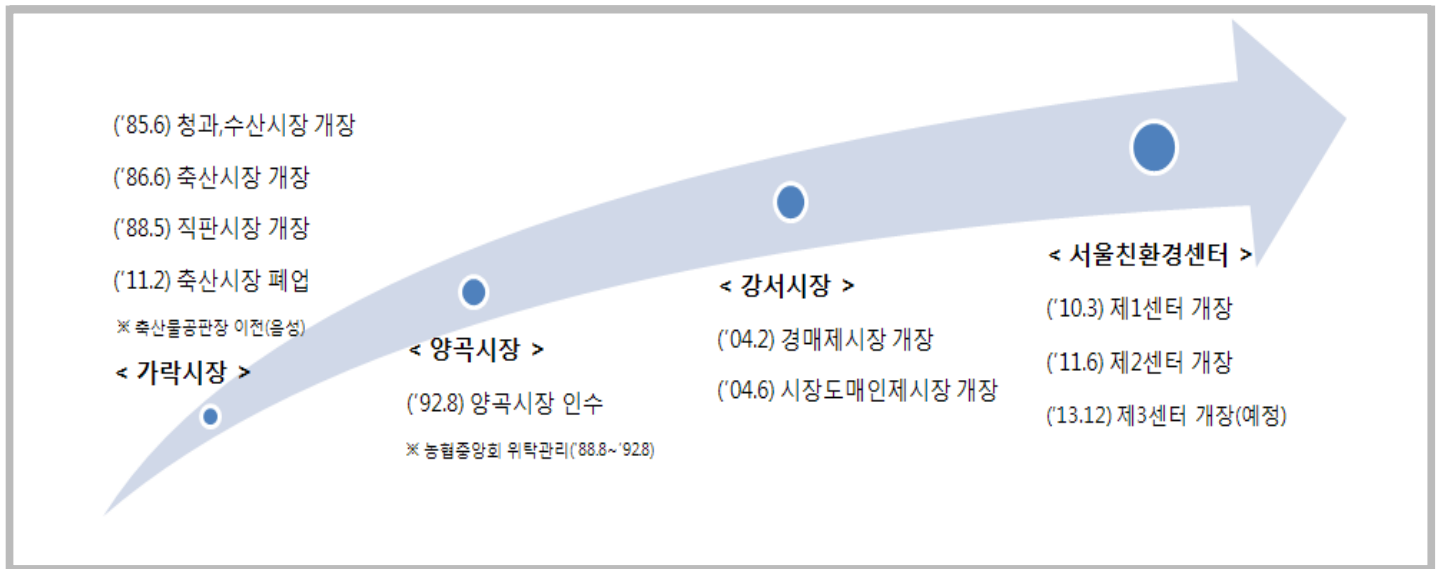 ('85.6) 청과,수산시장 개장
('86.6) 축산시장 개장
('88.5) 직판시장 개장
('11.2) 축산시장 폐업
※ 축산물공판장 이전(음성)
< 가락시장 >
< 양곡시장 >
('92.8) 양곡시장 인수
※ 농협중앙회 위탁관리('88.8~'92.8)
< 강서시장 >
('04.2) 경매제시장 개장
('04.6) 시장도매인제시장 개장
< 서울친환경센터 >
('10.3) 제1센터 개장
('11.6) 제2센터 개장
('13.12) 제3센터 개장(예정)